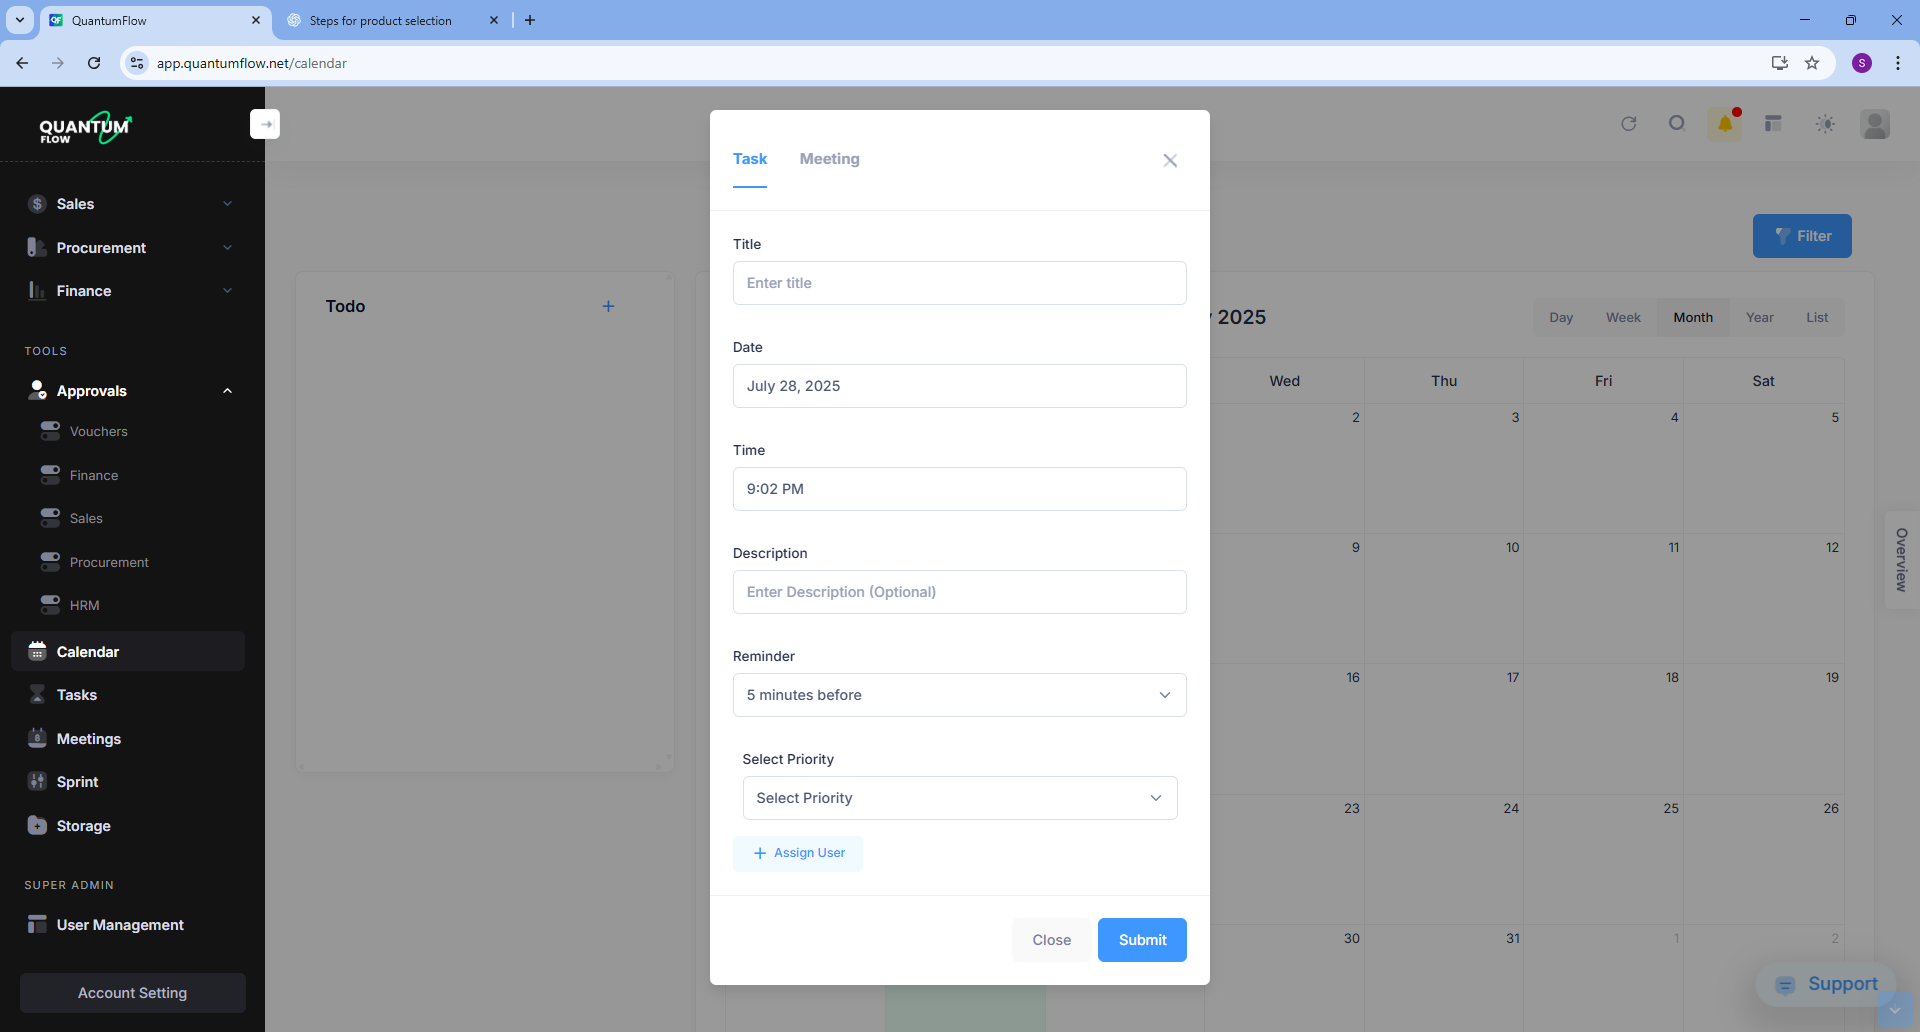 QuantumFlow
Steps for product selection
app.quantumflow.net/calendar
S
QUANTUM
FLOW
Sales
Procurement
Finance
TOOLS
Approvals
Vouchers
Finance
Sales
Procurement
HRM
Calendar
Tasks
Meetings
Sprint
Storage
SUPER ADMIN
User Management
Account Setting
Todo
Task Meeting
Title
Enter title
Date
July 28, 2025
Time
9:02 PM
Description
Enter Description (Optional)
Reminder
5 minutes before
Select Priority
Select Priority
Assign User
Close Submit
Filter
2025
Day Week Month Year List
Wed Thu Fri Sat
2 3 4 5
9 10 11 12
16 17 18 19
23 24 25 26
30 31 1 2
Overview
Support